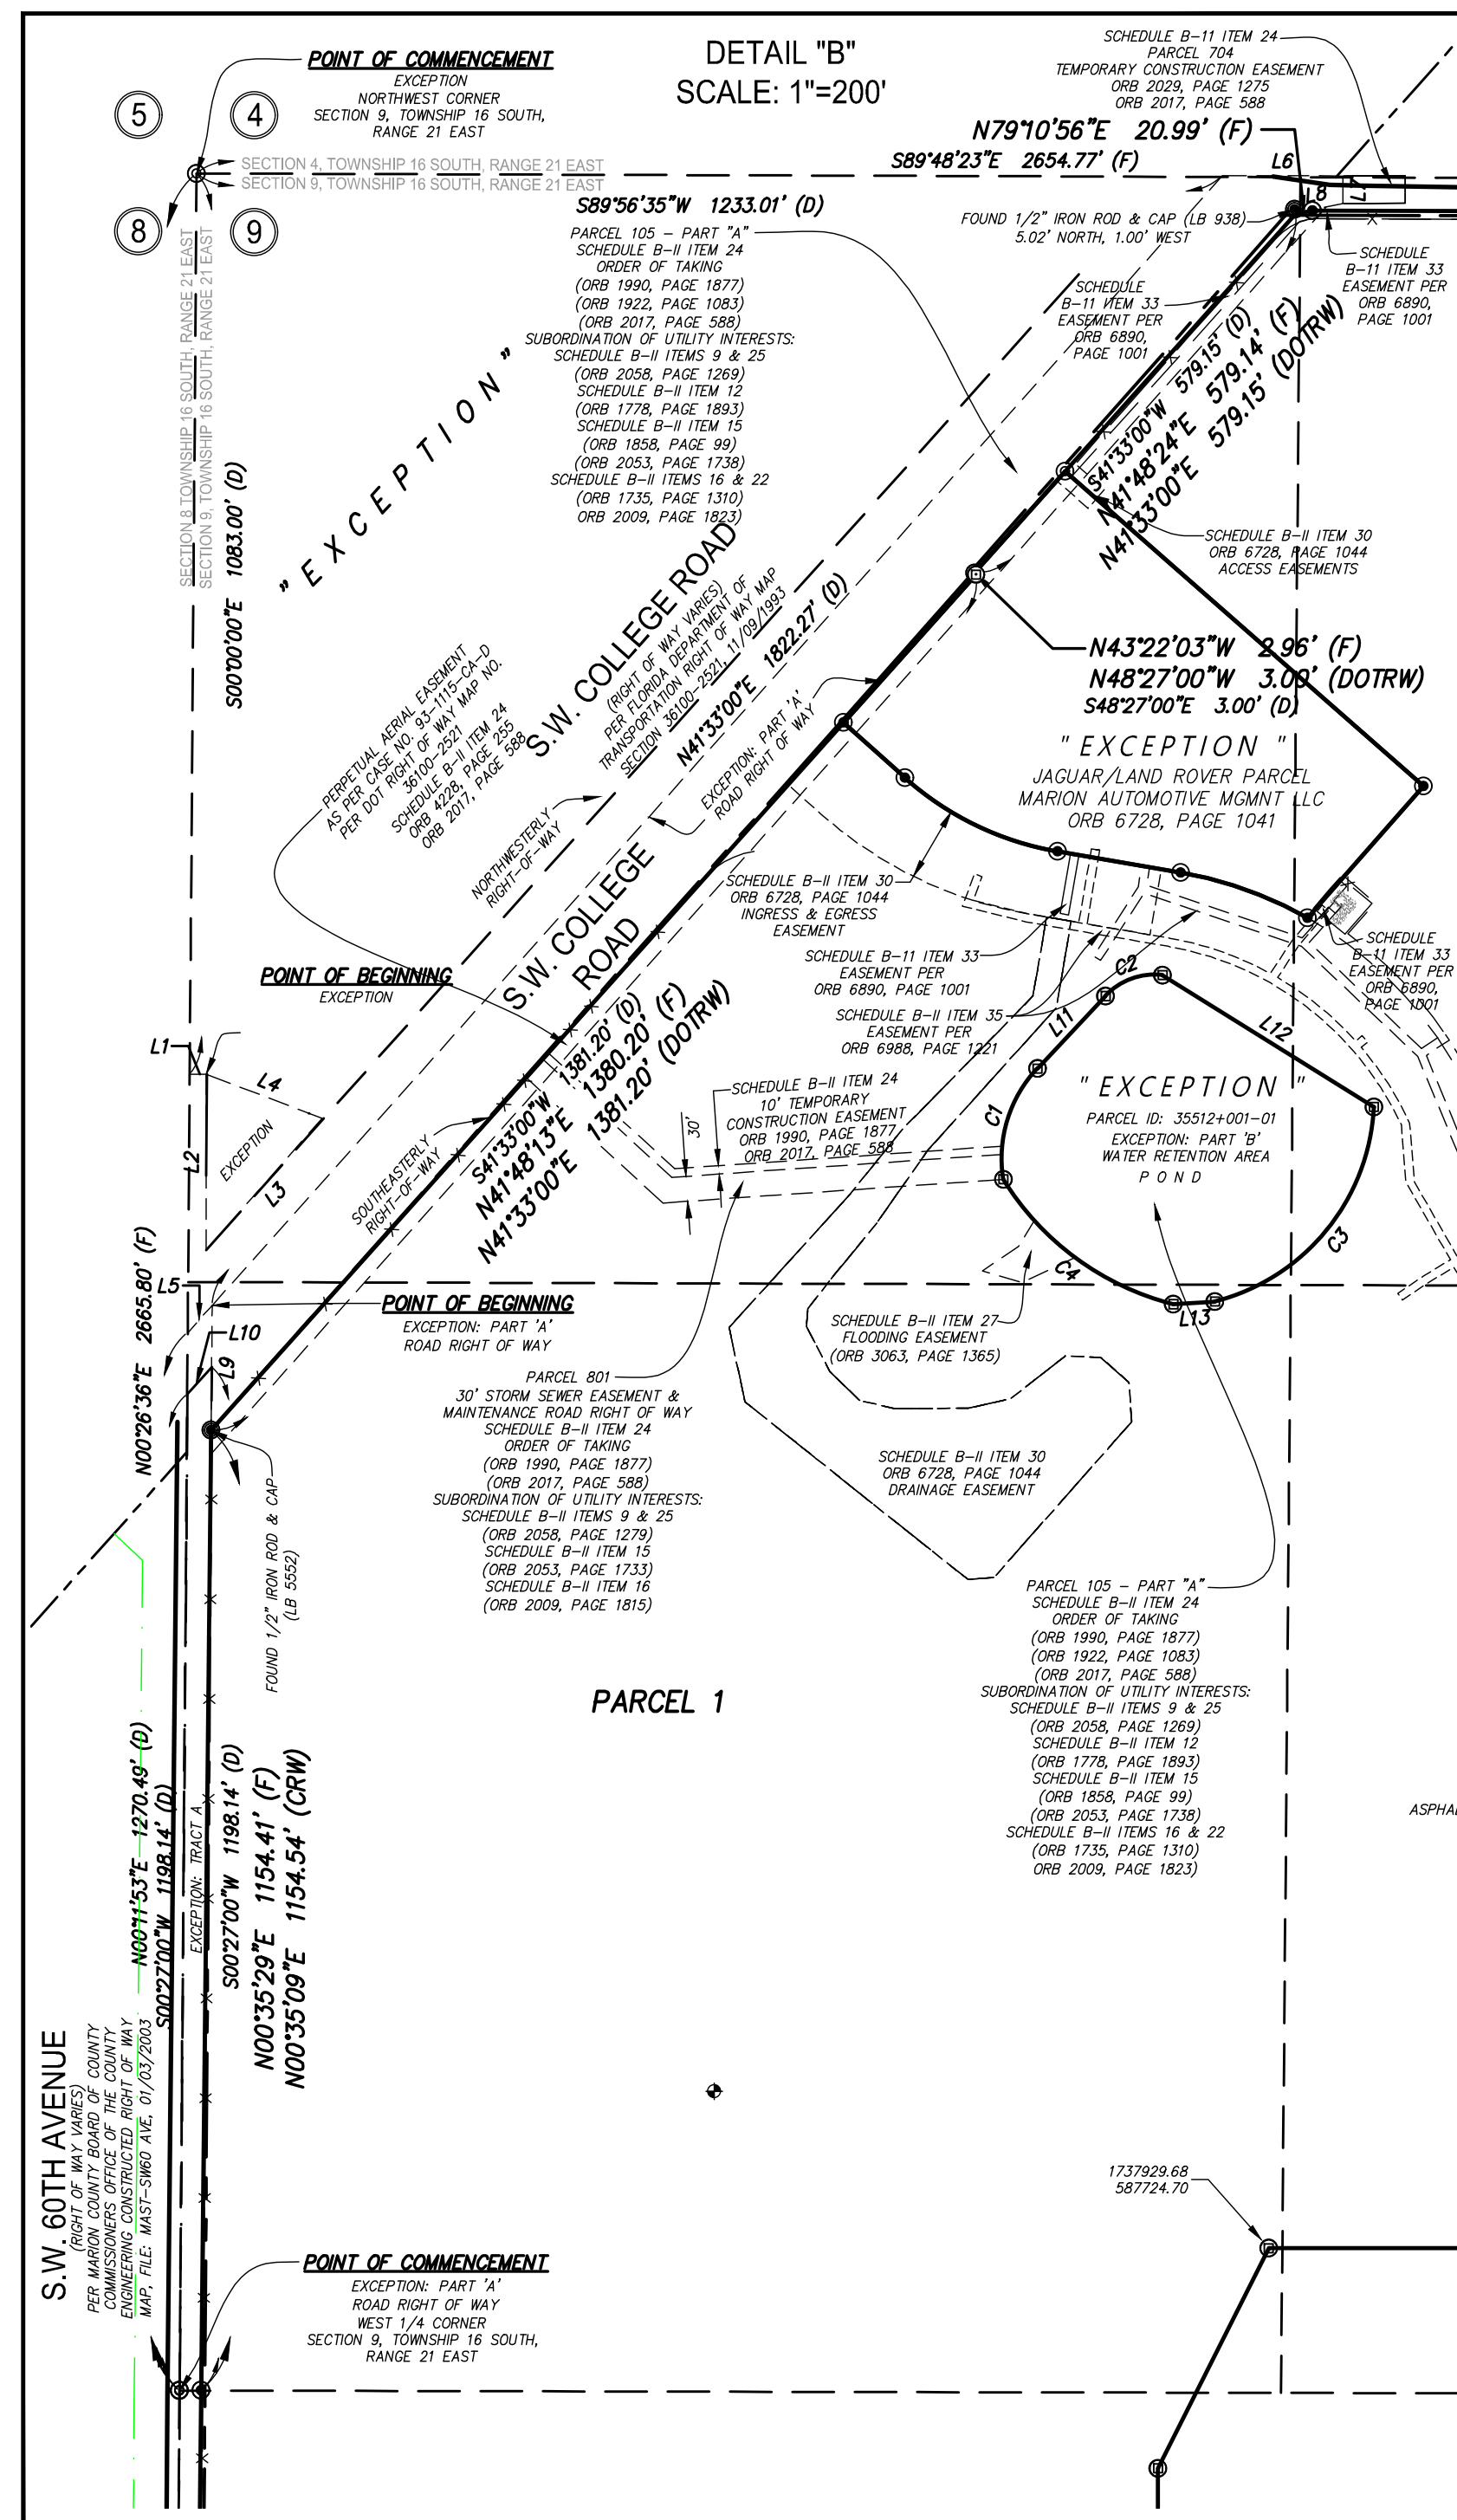 DETAIL "B"
SCALE: 1"=200'
POINT OF COMMENCEMENT
EXCEPTION
NORTHWEST CORNER
SECTION 9, TOWNSHIP 16 SOUTH,
RANGE 21 EAST
5
4
8
9
SECTION 4, TOWNSHIP 16 SOUTH, RANGE 21 EAST
SECTION 9, TOWNSHIP 16 SOUTH, RANGE 21 EAST
SECTION 8 TOWNSHIP 16 SOUTH, RANGE 21 EAST
SECTION 9, TOWNSHIP 16 SOUTH, RANGE 21 EAST
SCHEDULE B-11 ITEM 24
PARCEL 704
TEMPORARY CONSTRUCTION EASEMENT
ORB 2029, PAGE 1275
ORB 2017, PAGE 588
N79°10'56"E 20.99' (F)
S89°48'23"E 2654.77' (F)
L6
L7
L8
S89°56'35"W 1233.01' (D)
FOUND 1/2" IRON ROD & CAP (LB 938)
5.02' NORTH, 1.00' WEST
PARCEL 105 - PART "A"
SCHEDULE B-II ITEM 24
ORDER OF TAKING
(ORB 1990, PAGE 1877)
(ORB 1922, PAGE 1083)
(ORB 2017, PAGE 588)
SUBORDINATION OF UTILITY INTERESTS:
SCHEDULE B-II ITEMS 9 & 25
(ORB 2058, PAGE 1269)
SCHEDULE B-II ITEM 12
(ORB 1778, PAGE 1893)
SCHEDULE B-II ITEM 15
(ORB 1858, PAGE 99)
(ORB 2053, PAGE 1738)
SCHEDULE B-II ITEMS 16 & 22
(ORB 1735, PAGE 1310)
ORB 2009, PAGE 1823)
SCHEDULE
B-11 ITEM 33
EASEMENT PER
ORB 6890,
PAGE 1001
SCHEDULE
B-11 ITEM 33
EASEMENT PER
ORB 6890,
PAGE 1001
S41°33'00"W 579.15' (D)
N41°48'24"E 579.14' (F)
N41°33'00"E 579.15' (DOTRW)
SCHEDULE B-II ITEM 30
ORB 6728, PAGE 1044
ACCESS EASEMENTS
" EXCEPTION "
S00°00'00"E 1083.00' (D)
S.W. COLLEGE ROAD
(RIGHT OF WAY VARIES)
PER FLORIDA DEPARTMENT OF
TRANSPORTATION RIGHT OF WAY MAP
SECTION 36100-2521, 11/09/1993
N41°33'00"E 1822.27' (D)
N43°22'03"W 2.96' (F)
N48°27'00"W 3.00' (DOTRW)
S48°27'00"E 3.00' (D)
" EXCEPTION "
JAGUAR/LAND ROVER PARCEL
MARION AUTOMOTIVE MGMNT LLC
ORB 6728, PAGE 1041
PERPETUAL AERIAL EASEMENT
AS PER CASE NO. 93-1115-CA-D
PER DOT RIGHT OF WAY MAP NO.
36100-2521
SCHEDULE B-II ITEM 24
ORB 4228, PAGE 255
ORB 2017, PAGE 588
EXCEPTION: PART 'A'
ROAD RIGHT OF WAY
NORTHWESTERLY
RIGHT-OF-WAY
S.W. COLLEGE
ROAD
SCHEDULE B-II ITEM 30
ORB 6728, PAGE 1044
INGRESS & EGRESS
EASEMENT
SCHEDULE B-11 ITEM 33
EASEMENT PER
ORB 6890, PAGE 1001
SCHEDULE B-II ITEM 35
EASEMENT PER
ORB 6988, PAGE 1221
SCHEDULE
B-11 ITEM 33
EASEMENT PER
ORB 6890,
PAGE 1001
POINT OF BEGINNING
EXCEPTION
C2
L11
L12
C1
L1
L4
L2
L3
EXCEPTION
S41°33'00"W 1381.20' (D)
N41°48'13"E 1380.20' (F)
N41°33'00"E 1381.20' (DOTRW)
SOUTHEASTERLY
RIGHT-OF-WAY
30'
SCHEDULE B-II ITEM 24
10' TEMPORARY
CONSTRUCTION EASEMENT
ORB 1990, PAGE 1877
ORB 2017, PAGE 588
" EXCEPTION "
PARCEL ID: 35512+001-01
EXCEPTION: PART 'B'
WATER RETENTION AREA
P O N D
C3
C4
L13
N00°26'36"E 2665.80' (F)
L5
L10
L9
POINT OF BEGINNING
EXCEPTION: PART 'A'
ROAD RIGHT OF WAY
SCHEDULE B-II ITEM 27
FLOODING EASEMENT
(ORB 3063, PAGE 1365)
PARCEL 801
30' STORM SEWER EASEMENT &
MAINTENANCE ROAD RIGHT OF WAY
SCHEDULE B-II ITEM 24
ORDER OF TAKING
(ORB 1990, PAGE 1877)
(ORB 2017, PAGE 588)
SUBORDINATION OF UTILITY INTERESTS:
SCHEDULE B-II ITEMS 9 & 25
(ORB 2058, PAGE 1279)
SCHEDULE B-II ITEM 15
(ORB 2053, PAGE 1733)
SCHEDULE B-II ITEM 16
(ORB 2009, PAGE 1815)
SCHEDULE B-II ITEM 30
ORB 6728, PAGE 1044
DRAINAGE EASEMENT
FOUND 1/2" IRON ROD & CAP
(LB 5552)
PARCEL 105 - PART "A"
SCHEDULE B-II ITEM 24
ORDER OF TAKING
(ORB 1990, PAGE 1877)
(ORB 1922, PAGE 1083)
(ORB 2017, PAGE 588)
SUBORDINATION OF UTILITY INTERESTS:
SCHEDULE B-II ITEMS 9 & 25
(ORB 2058, PAGE 1269)
SCHEDULE B-II ITEM 12
(ORB 1778, PAGE 1893)
SCHEDULE B-II ITEM 15
(ORB 1858, PAGE 99)
(ORB 2053, PAGE 1738)
SCHEDULE B-II ITEMS 16 & 22
(ORB 1735, PAGE 1310)
ORB 2009, PAGE 1823)
PARCEL 1
ASPHA
N00°11'53"E 1270.49' (D)
S00°27'00"W 1198.14' (D)
EXCEPTION: TRACT A
S00°27'00"W 1198.14' (D)
N00°35'29"E 1154.41' (F)
N00°35'09"E 1154.54' (CRW)
S.W. 60TH AVENUE
(RIGHT OF WAY VARIES)
PER MARION COUNTY BOARD OF COUNTY
COMMISSIONERS OFFICE OF THE COUNTY
ENGINEERING CONSTRUCTED RIGHT OF WAY
MAP, FILE: MAST-SW60 AVE, 01/03/2003
1737929.68
587724.70
POINT OF COMMENCEMENT
EXCEPTION: PART 'A'
ROAD RIGHT OF WAY
WEST 1/4 CORNER
SECTION 9, TOWNSHIP 16 SOUTH,
RANGE 21 EAST